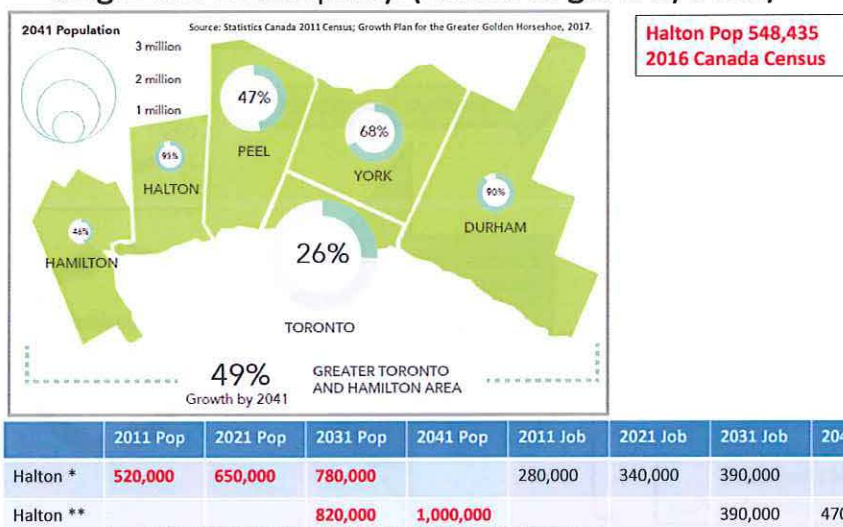 2041 Population
Source: Statistics Canada 2011 Census; Growth Plan for the Greater Golden Horseshoe, 2017.
3 million
2 million
1 million
Halton Pop 548,435
2016 Canada Census
47%
PEEL
68%
YORK
HALTON
90%
DURHAM
46%
HAMILTON
26%
TORONTO
49%
Growth by 2041
GREATER TORONTO
AND HAMILTON AREA
2011 Pop 2021 Pop 2031 Pop 2041 Pop 2011 Job 2021 Job 2031 Job
Halton * 520,000 650,000 780,000 280,000 340,000 390,000
Halton ** 820,000 1,000,000 390,000